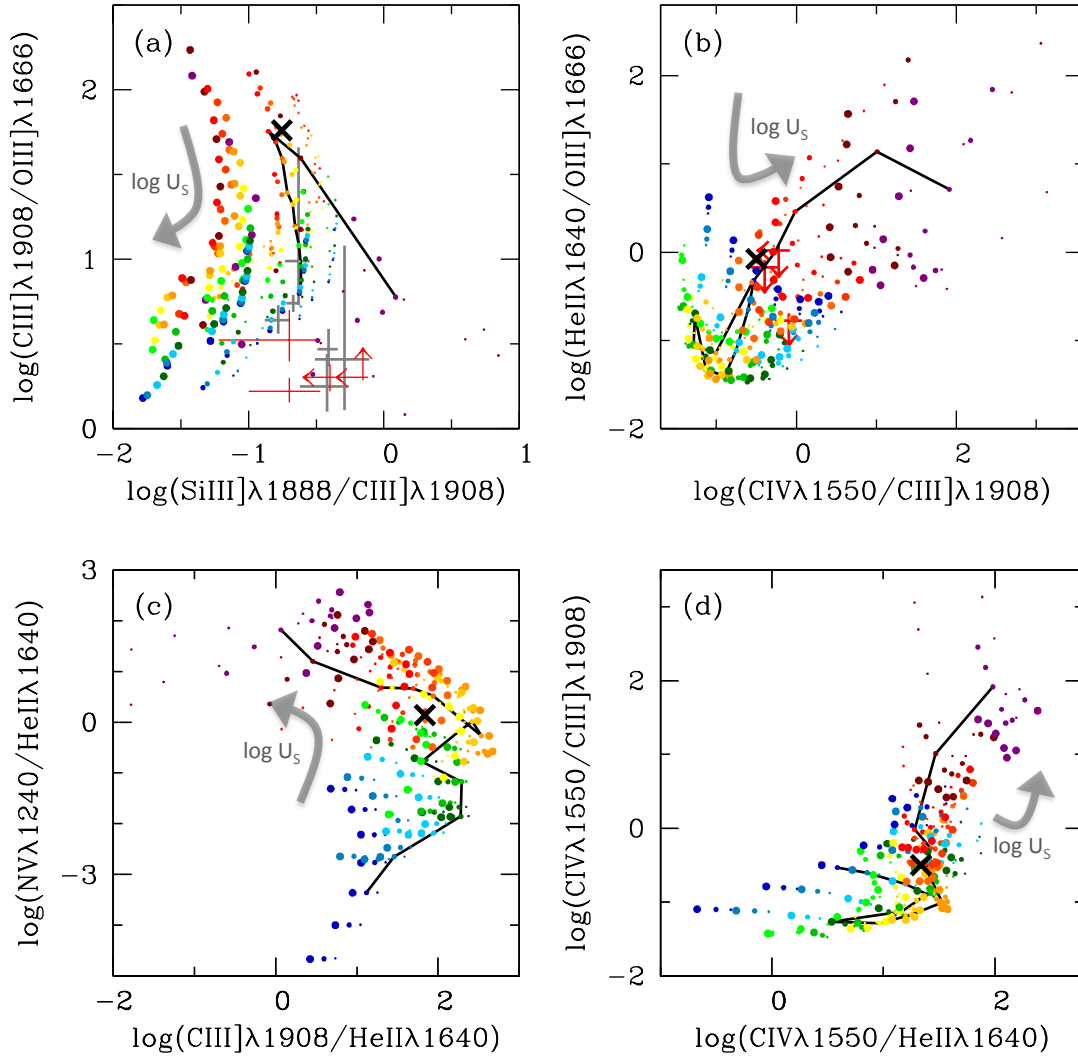 (a)
log(CIII]λ1908/OIII]λ1666)
2
1
0
log U_S
−2
−1
0
1
log(SiIII]λ1888/CIII]λ1908)
(b)
log(HeIIλ1640/OIII]λ1666)
2
0
−2
log U_S
0
2
log(CIVλ1550/CIII]λ1908)
(c)
log(NVλ1240/HeIIλ1640)
3
0
−3
log U_S
−2
0
2
log(CIII]λ1908/HeIIλ1640)
(d)
log(CIVλ1550/CIII]λ1908)
2
0
−2
log U_S
0
2
log(CIVλ1550/HeIIλ1640)